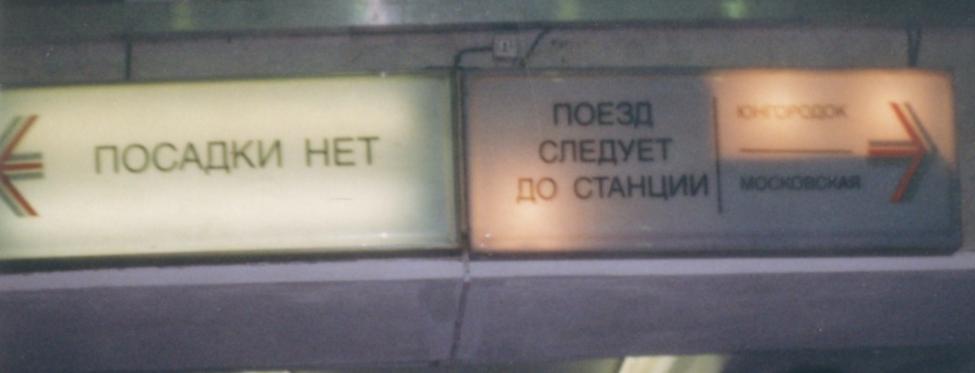 ПОСАДКИ НЕТ
ПОЕЗД
СЛЕДУЕТ
ДО СТАНЦИИ
ЮНГОРОДОК
МОСКОВСКАЯ